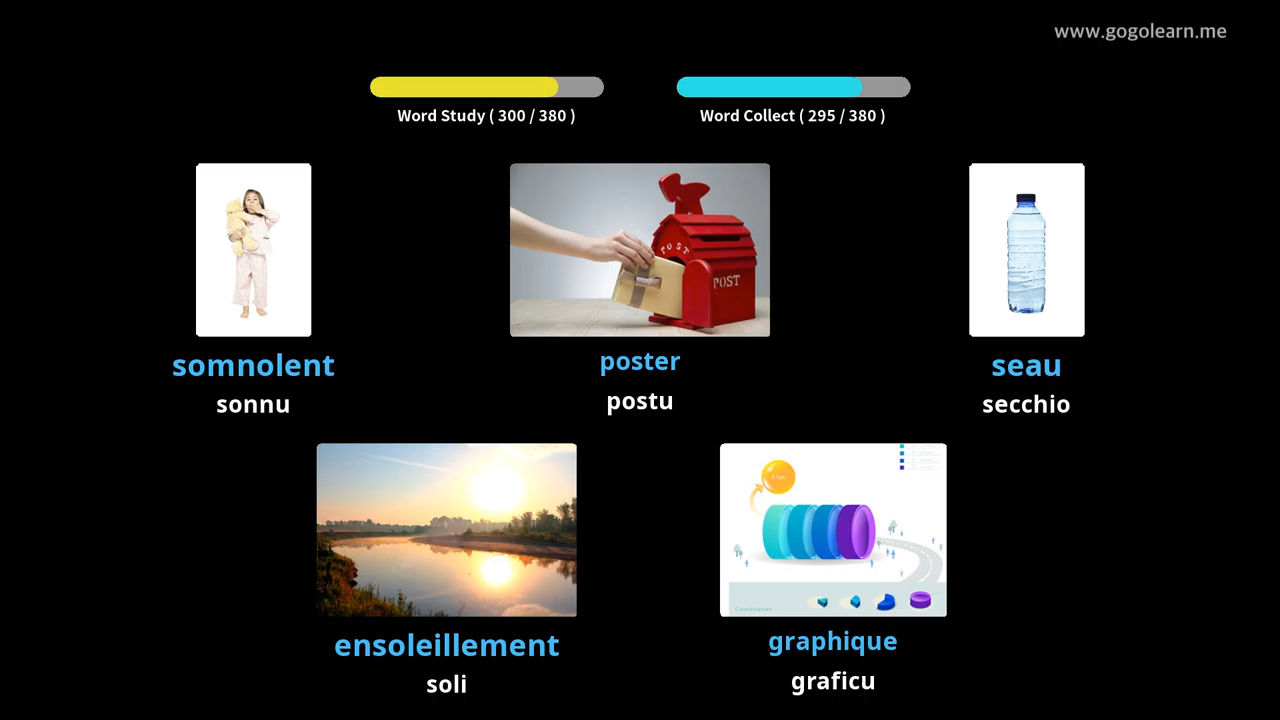 www.gogolearn.me
Word Study ( 300 / 380 )
Word Collect ( 295 / 380 )
POST
POST
somnolent
poster
seau
sonnu
postu
secchio
ensoleillement
graphique
soli
graficu